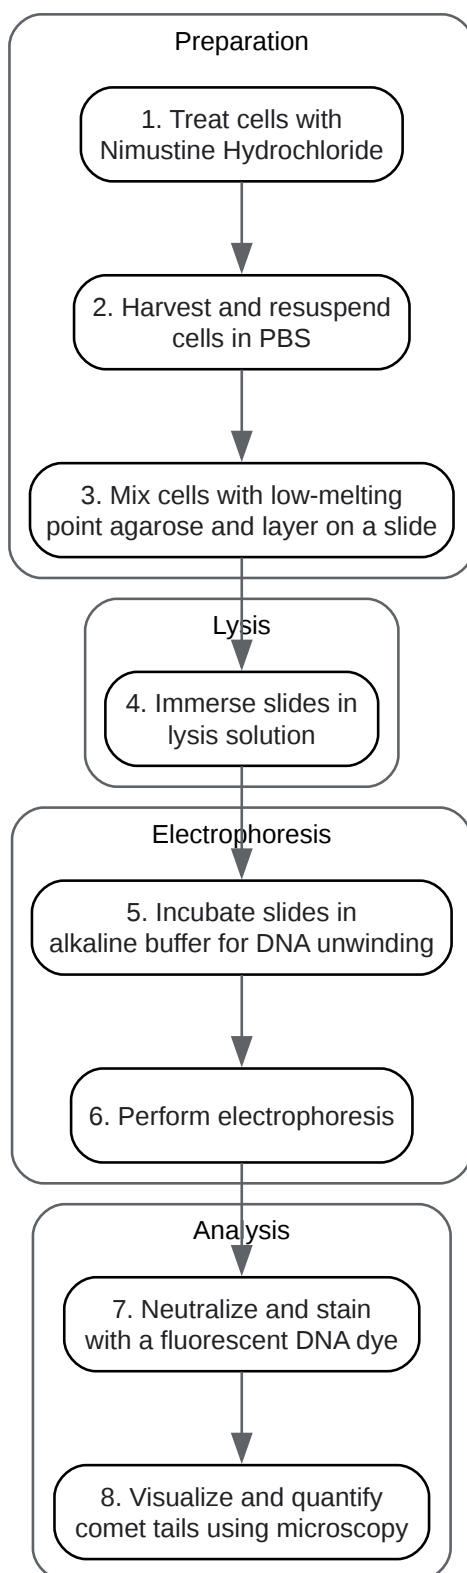 Preparation
1. Treat cells with
Nimustine Hydrochloride
2. Harvest and resuspend
cells in PBS
3. Mix cells with low-melting
point agarose and layer on a slide
Lysis
4. Immerse slides in
lysis solution
Electrophoresis
5. Incubate slides in
alkaline buffer for DNA unwinding
6. Perform electrophoresis
Analysis
7. Neutralize and stain
with a fluorescent DNA dye
8. Visualize and quantify
comet tails using microscopy